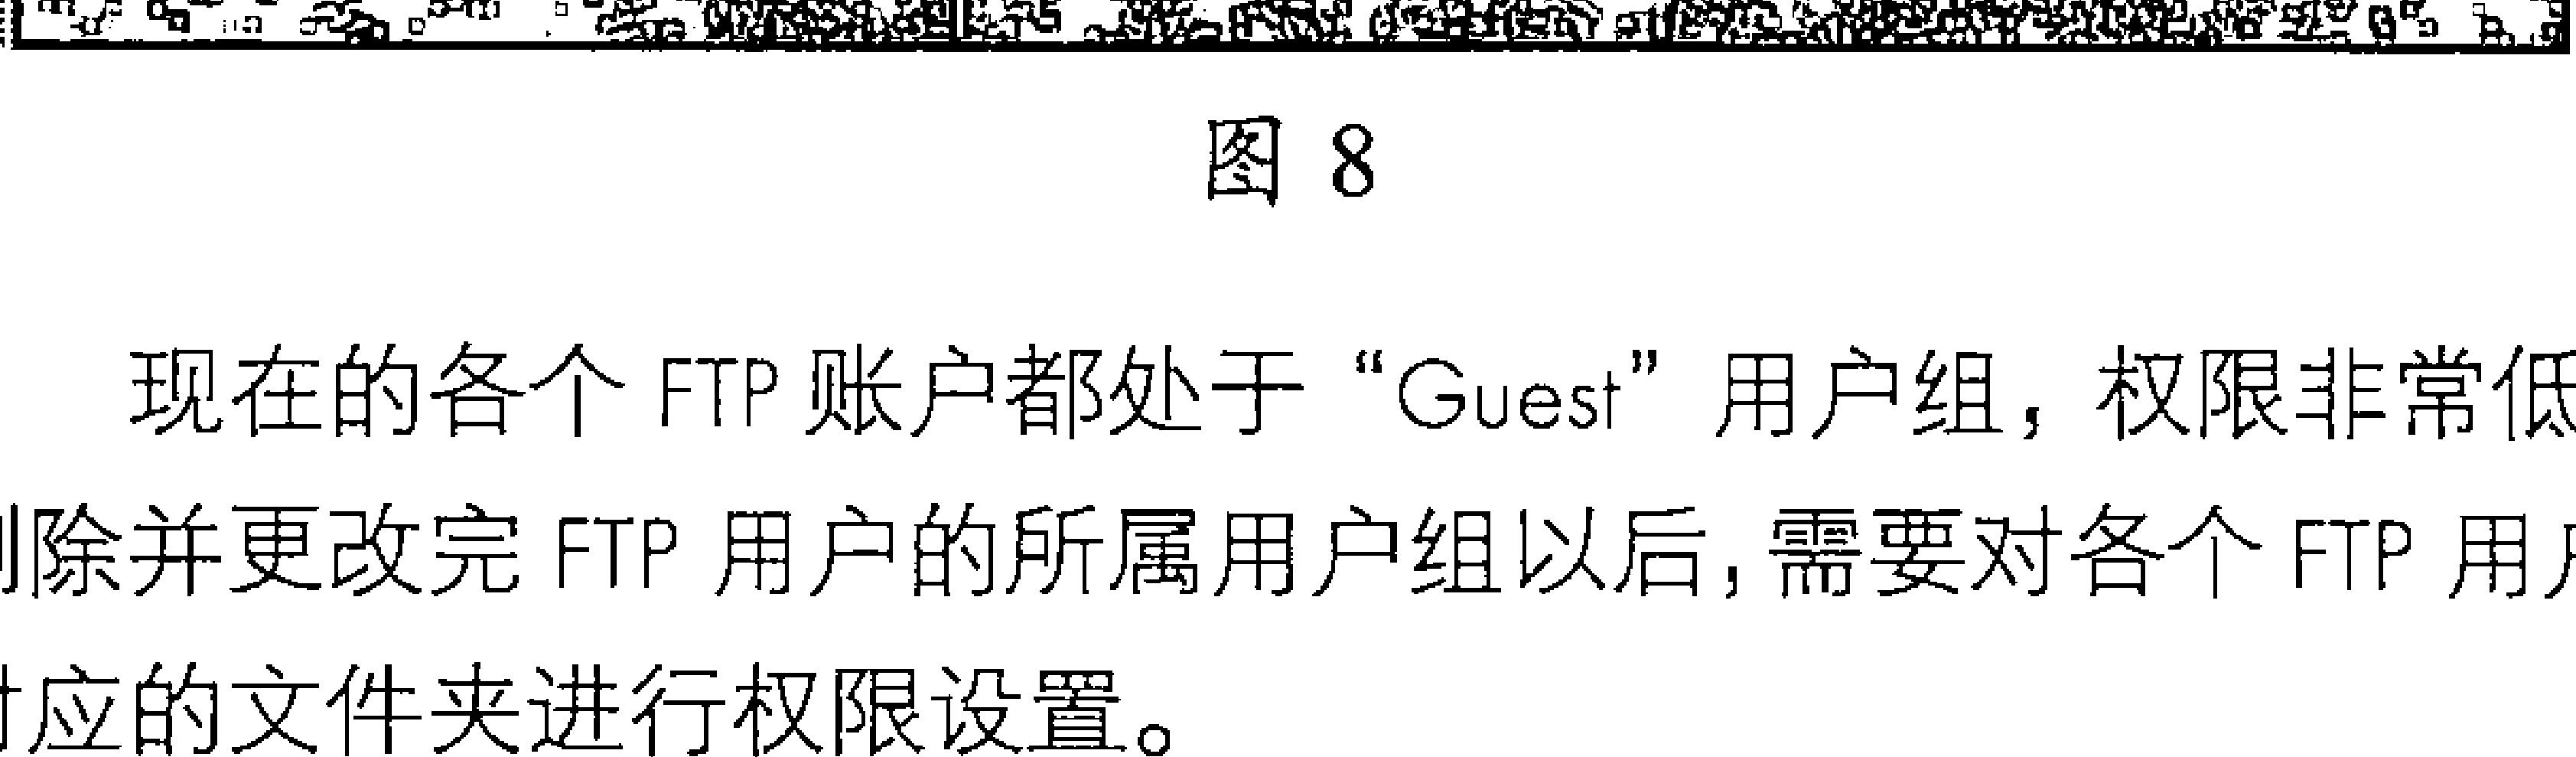 图 8
现在的各个 FTP 账户都处于“Guest”用户组，权限非常低
除并更改完 FTP 用户的所属用户组以后,需要对各个 FTP 用户
对应的文件夹进行权限设置。